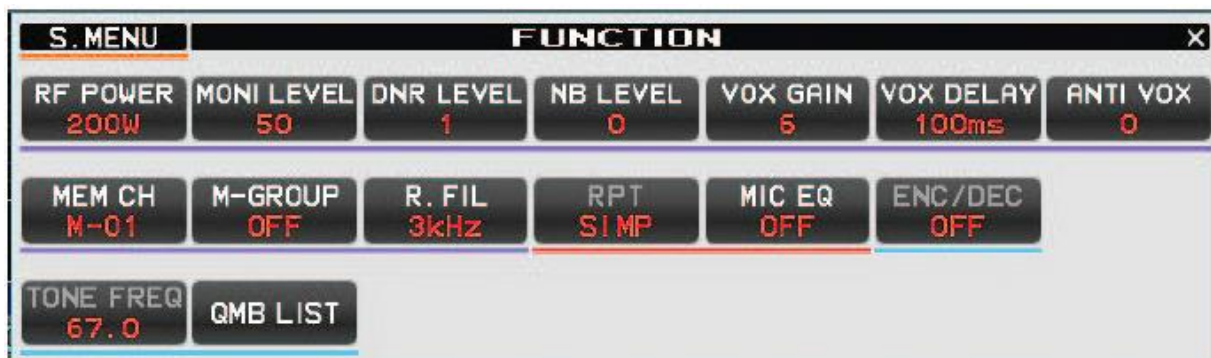 S.MENU FUNCTION ×
RF POWER MONI LEVEL DNR LEVEL NB LEVEL VOX GAIN VOX DELAY ANTI VOX
200W 50 1 0 6 100ms 0
MEM CH M-GROUP R.FIL RPT MIC EQ ENC/DEC
M-01 OFF 3kHz SIMP OFF OFF
TONE FREQ QMB LIST
67.0